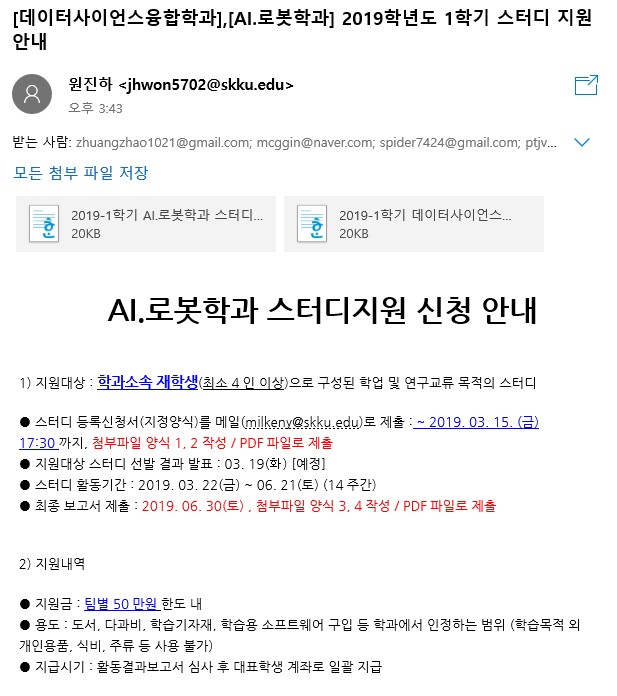 [데이터사이언스융합학과],[AI.로봇학과] 2019학년도 1학기 스터디 지원
안내
원진하 <jhwon5702@skku.edu>
오후 3:43
받는 사람: zhuangzhao1021@gmail.com; mcggin@naver.com; spider7424@gmail.com; ptjv...
모든 첨부 파일 저장
2019-1학기 AI.로봇학과 스터디...
20KB
2019-1학기 데이터사이언스...
20KB
AI.로봇학과 스터디지원 신청 안내
1) 지원대상 : 학과소속 재학생(최소 4 인 이상)으로 구성된 학업 및 연구교류 목적의 스터디
● 스터디 등록신청서(지정양식)를 메일(milkeny@skku.edu)로 제출 : ~ 2019. 03. 15. (금)
17:30 까지, 첨부파일 양식 1, 2 작성 / PDF 파일로 제출
● 지원대상 스터디 선발 결과 발표 : 03. 19(화) [예정]
● 스터디 활동기간 : 2019. 03. 22(금) ~ 06. 21(토) (14 주간)
● 최종 보고서 제출 : 2019. 06. 30(토) , 첨부파일 양식 3, 4 작성 / PDF 파일로 제출
2) 지원내역
● 지원금 : 팀별 50 만원 한도 내
● 용도 : 도서, 다과비, 학습기자재, 학습용 소프트웨어 구입 등 학과에서 인정하는 범위 (학습목적 외
개인용품, 식비, 주류 등 사용 불가)
● 지급시기 : 활동결과보고서 심사 후 대표학생 계좌로 일괄 지급